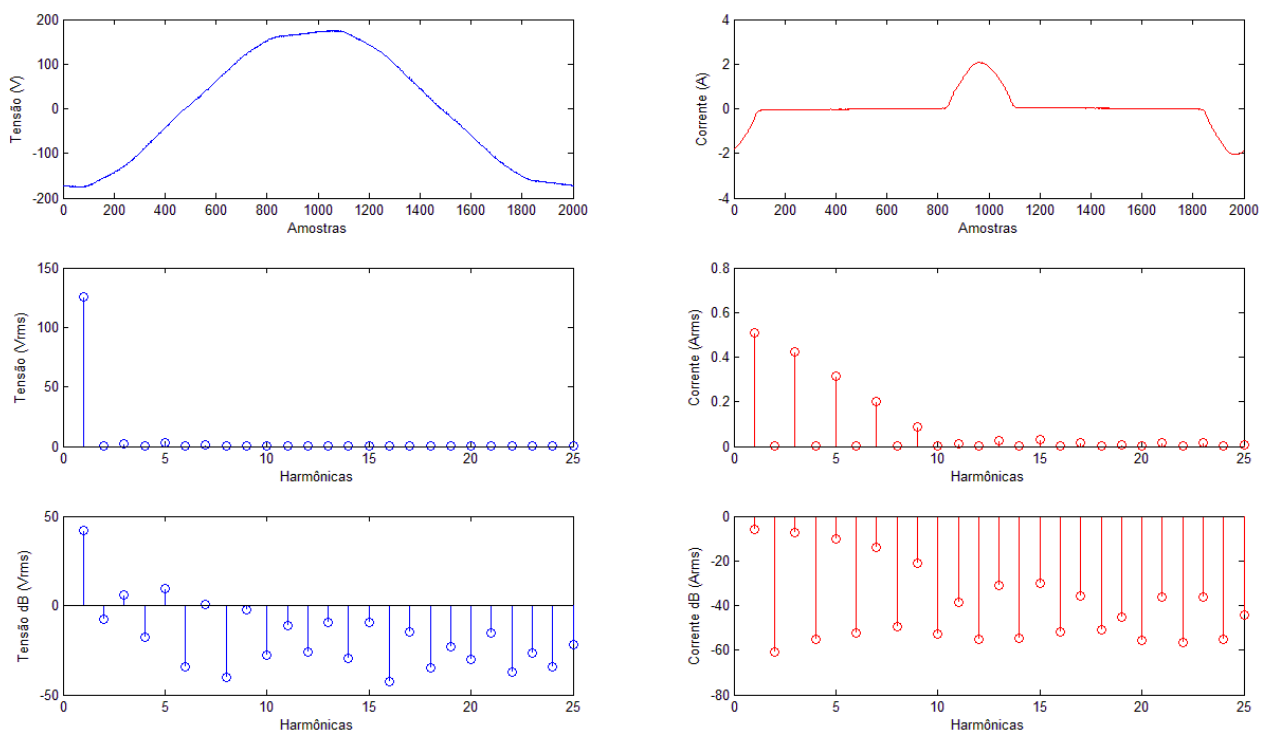 200
100
0
-100
-200
Tensão (V)
0 200 400 600 800 1000 1200 1400 1600 1800 2000
Amostras
4
2
0
-2
-4
Corrente (A)
0 200 400 600 800 1000 1200 1400 1600 1800 2000
Amostras
150
100
50
0
Tensão (Vrms)
0 5 10 15 20 25
Harmônicas
0.8
0.6
0.4
0.2
0
Corrente (Arms)
0 5 10 15 20 25
Harmônicas
50
0
-50
Tensão dB (Vrms)
0 5 10 15 20 25
Harmônicas
0
-20
-40
-60
-80
Corrente dB (Arms)
0 5 10 15 20 25
Harmônicas